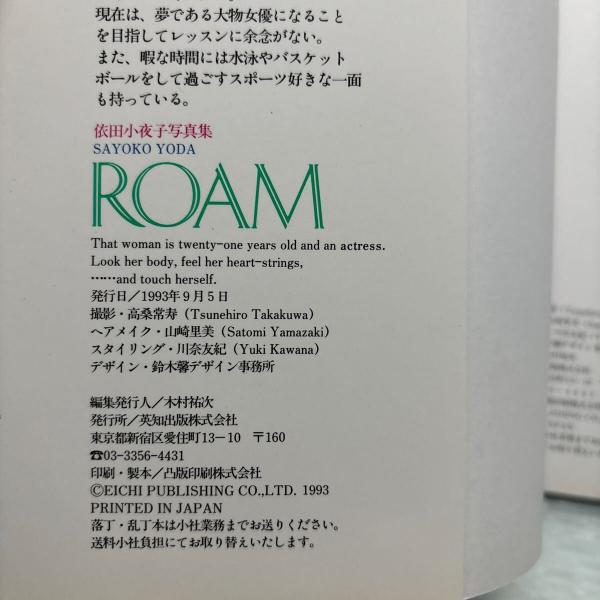 現在は、夢である大物女優になること
を目指してレッスンに余念がない。
また、暇な時間には水泳やバスケット
ボールをして過ごすスポーツ好きな一面
も持っている。
依田小夜子写真集
SAYOKO YODA
ROAM
That woman is twenty-one years old and an actress.
Look her body, feel her heart-strings,
……and touch herself.
発行日/1993年9月5日
撮影・高桑常寿（Tsunehiro Takakuwa）
ヘアメイク・山崎里美（Satomi Yamazaki）
スタイリング・川奈友紀（Yuki Kawana）
デザイン・鈴木馨デザイン事務所
編集発行人/木村祐次
発行所/英知出版株式会社
東京都新宿区愛住町13-10 〒160
☎03-3356-4431
印刷・製本/凸版印刷株式会社
©EICHI PUBLISHING CO.,LTD. 1993
PRINTED IN JAPAN
落丁・乱丁本は小社業務までお送りください。
送料小社負担にてお取り替えいたします。